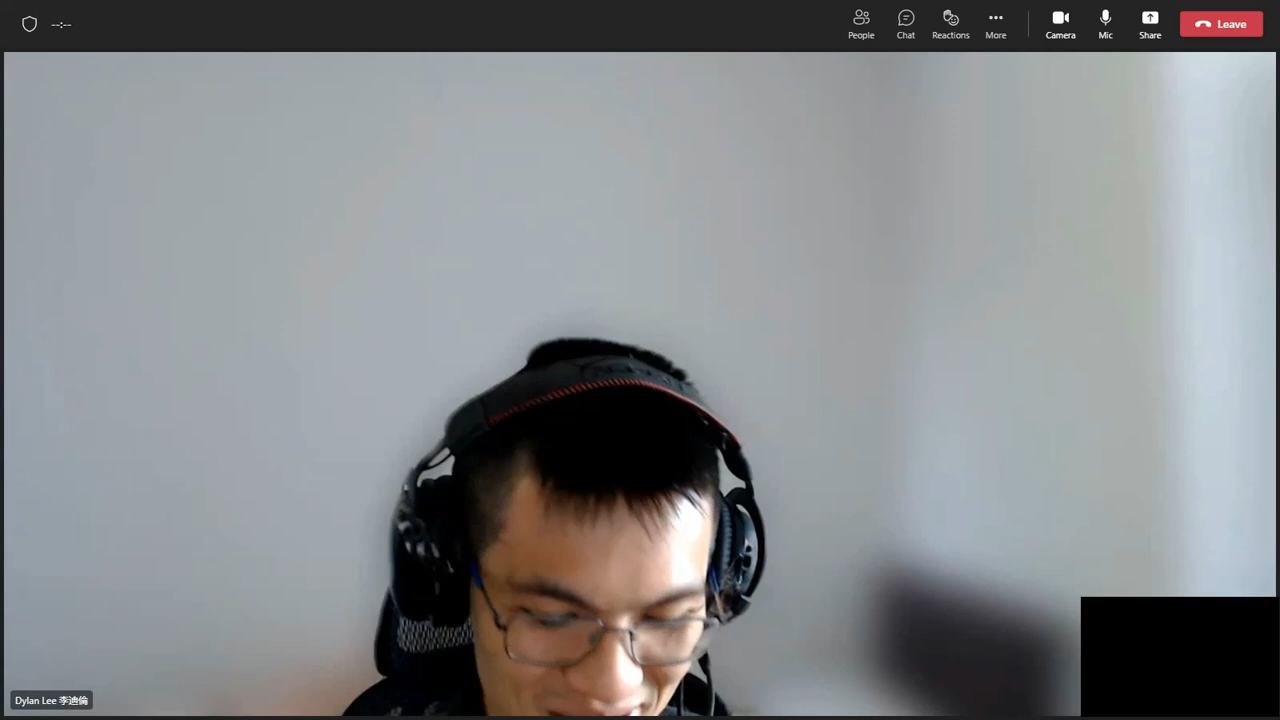 --:--
People
Chat
Reactions
More
Camera
Mic
Share
Leave
Dylan Lee 李迪倫